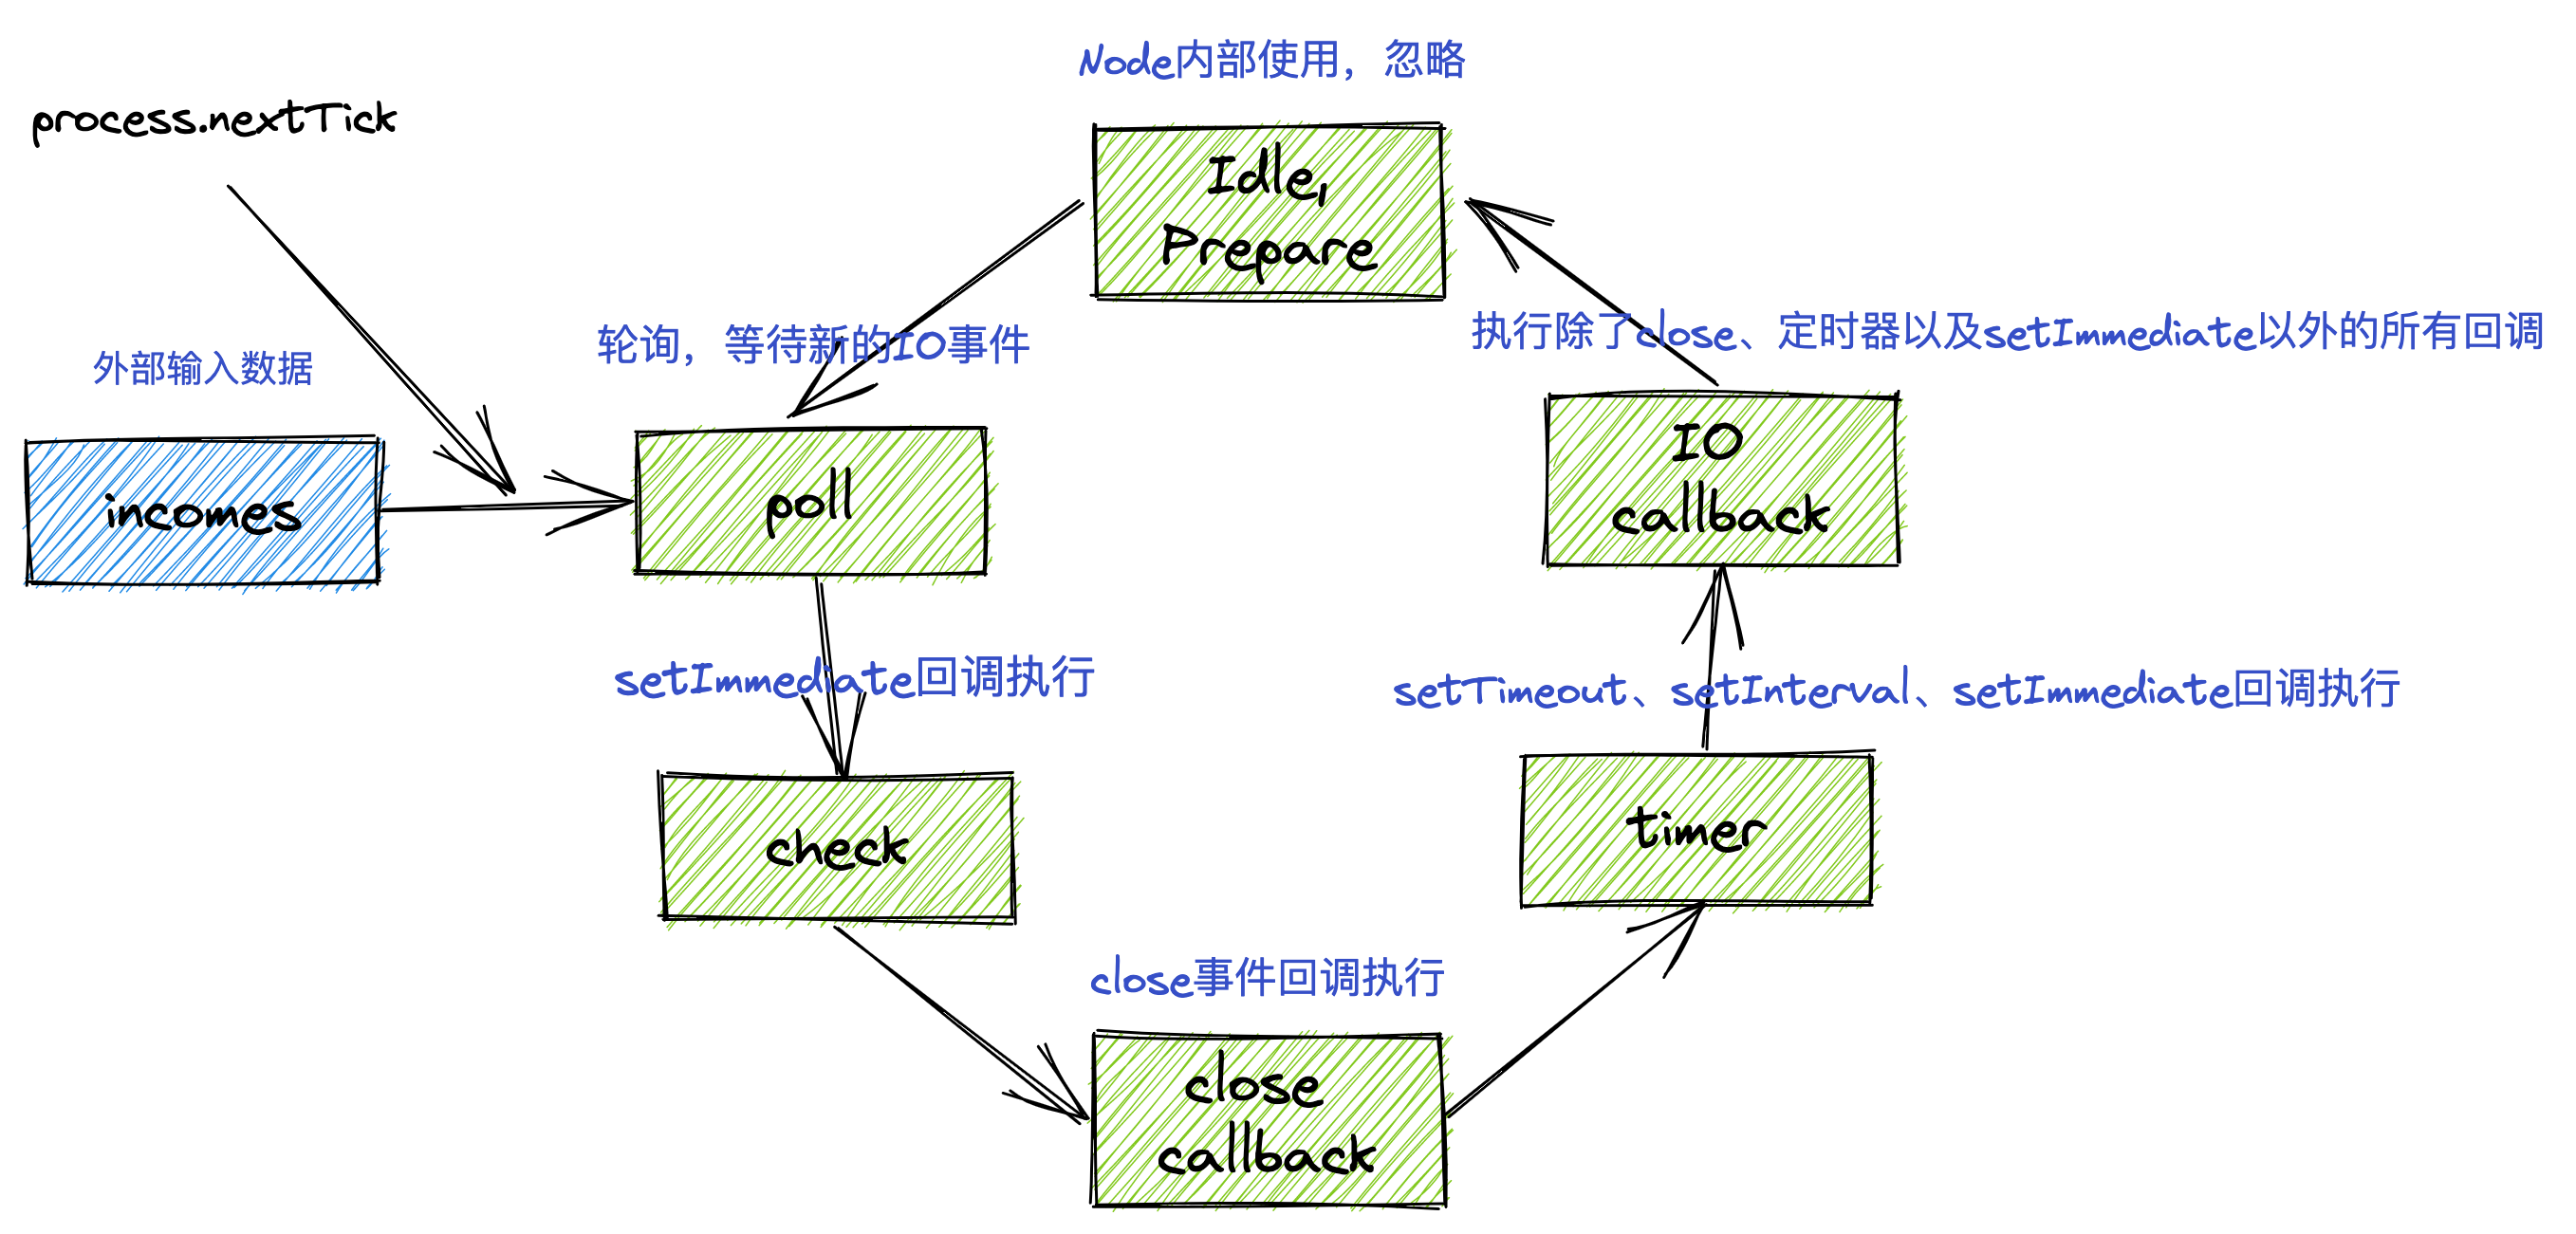 Node内部使用，忽略
process.nextTick
Idle,
Prepare
轮询，等待新的IO事件
执行除了close、定时器以及setImmediate以外的所有回调
外部输入数据
incomes
poll
IO
callback
setImmediate回调执行
setTimeout、setInterval、setImmediate回调执行
check
timer
close事件回调执行
close
callback